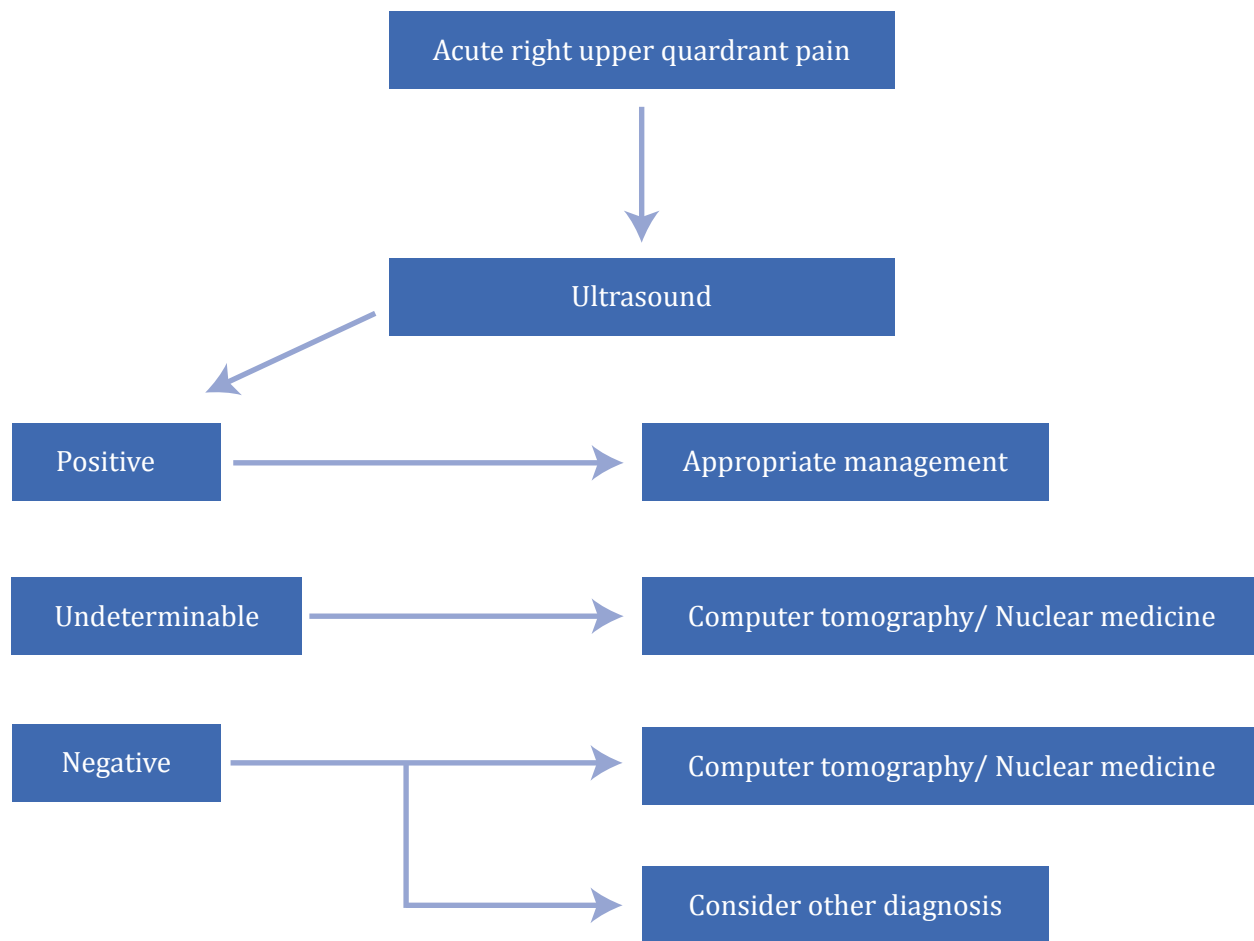 Acute right upper quardrant pain
Ultrasound
Positive
Appropriate management
Undeterminable
Computer tomography/ Nuclear medicine
Negative
Computer tomography/ Nuclear medicine
Consider other diagnosis